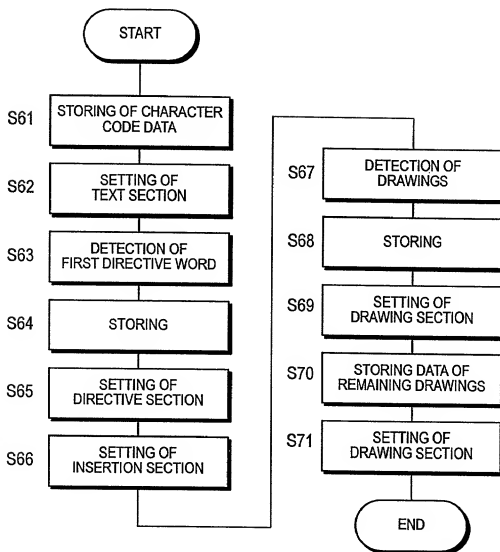 START
S61
STORING OF CHARACTER
CODE DATA
S62
SETTING OF
TEXT SECTION
S63
DETECTION OF
FIRST DIRECTIVE WORD
S64
STORING
S65
SETTING OF
DIRECTIVE SECTION
S66
SETTING OF
INSERTION SECTION
S67
DETECTION OF
DRAWINGS
S68
STORING
S69
SETTING OF
DRAWING SECTION
S70
STORING DATA OF
REMAINING DRAWINGS
S71
SETTING OF
DRAWING SECTION
END